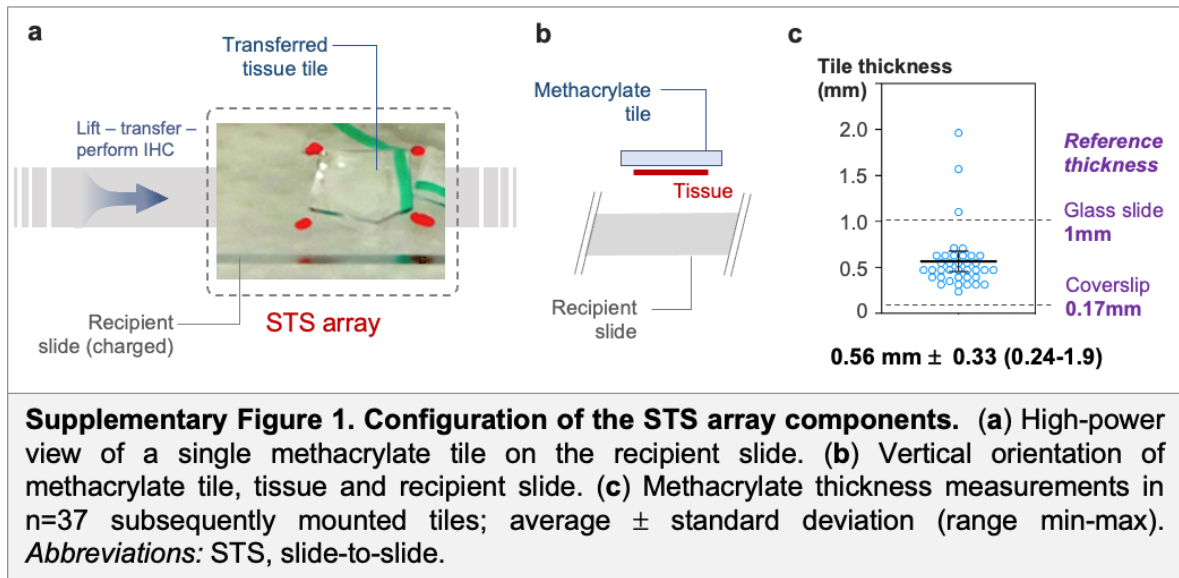 a
Transferred
tissue tile
Lift – transfer –
perform IHC
Recipient
slide (charged)
STS array
b
Methacrylate
tile
Tissue
Recipient
slide
c
Tile thickness
(mm)
2.0
1.5
1.0
0.5
0
Reference
thickness
Glass slide
1mm
Coverslip
0.17mm
0.56 mm ± 0.33 (0.24-1.9)
Supplementary Figure 1. Configuration of the STS array components. (a) High-power
view of a single methacrylate tile on the recipient slide. (b) Vertical orientation of
methacrylate tile, tissue and recipient slide. (c) Methacrylate thickness measurements in
n=37 subsequently mounted tiles; average ± standard deviation (range min-max).
Abbreviations: STS, slide-to-slide.